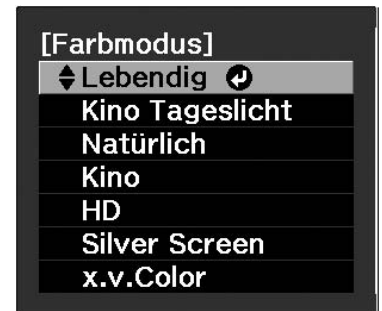 [Farbmodus]
Lebendig
Kino Tageslicht
Natürlich
Kino
HD
Silver Screen
x.v.Color